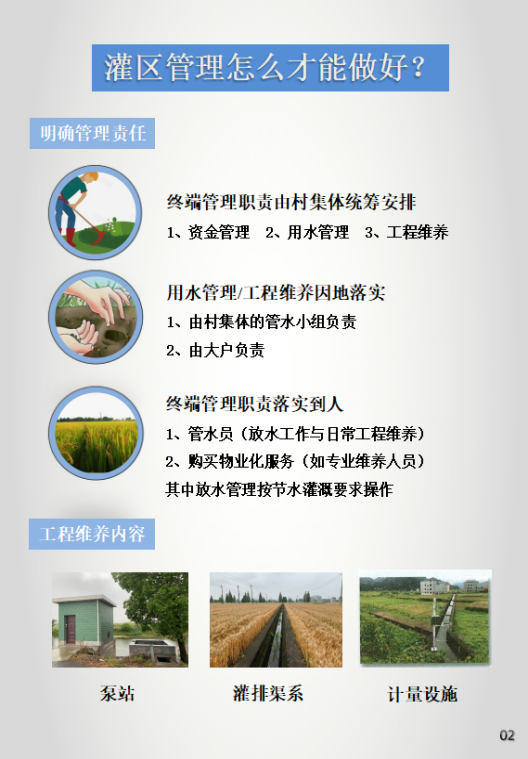 灌区管理怎么才能做好？
明确管理责任
终端管理职责由村集体统筹安排
1、资金管理 2、用水管理 3、工程维养
用水管理/工程维养因地落实
1、由村集体的管水小组负责
2、由大户负责
终端管理职责落实到人
1、管水员（放水工作与日常工程维养）
2、购买物业化服务（如专业维养人员）
其中放水管理按节水灌溉要求操作
工程维养内容
泵站
灌排渠系
计量设施
02